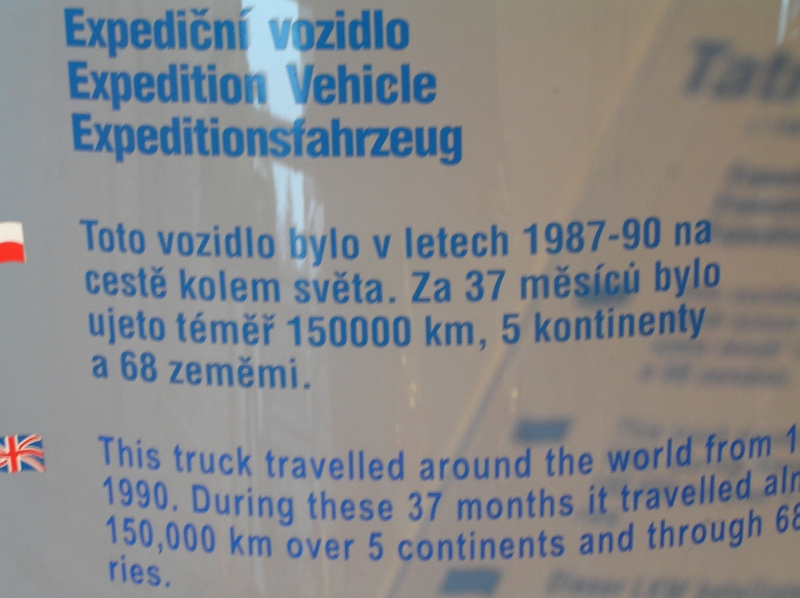 Expediční vozidlo
Expedition Vehicle
Expeditionsfahrzeug
Toto vozidlo bylo v letech 1987-90 na
cestě kolem světa. Za 37 měsíců bylo
ujeto téměř 150000 km, 5 kontinenty
a 68 zeměmi.
This truck travelled around the world from
1990. During these 37 months it travelled
150,000 km over 5 continents and through 68
ries.